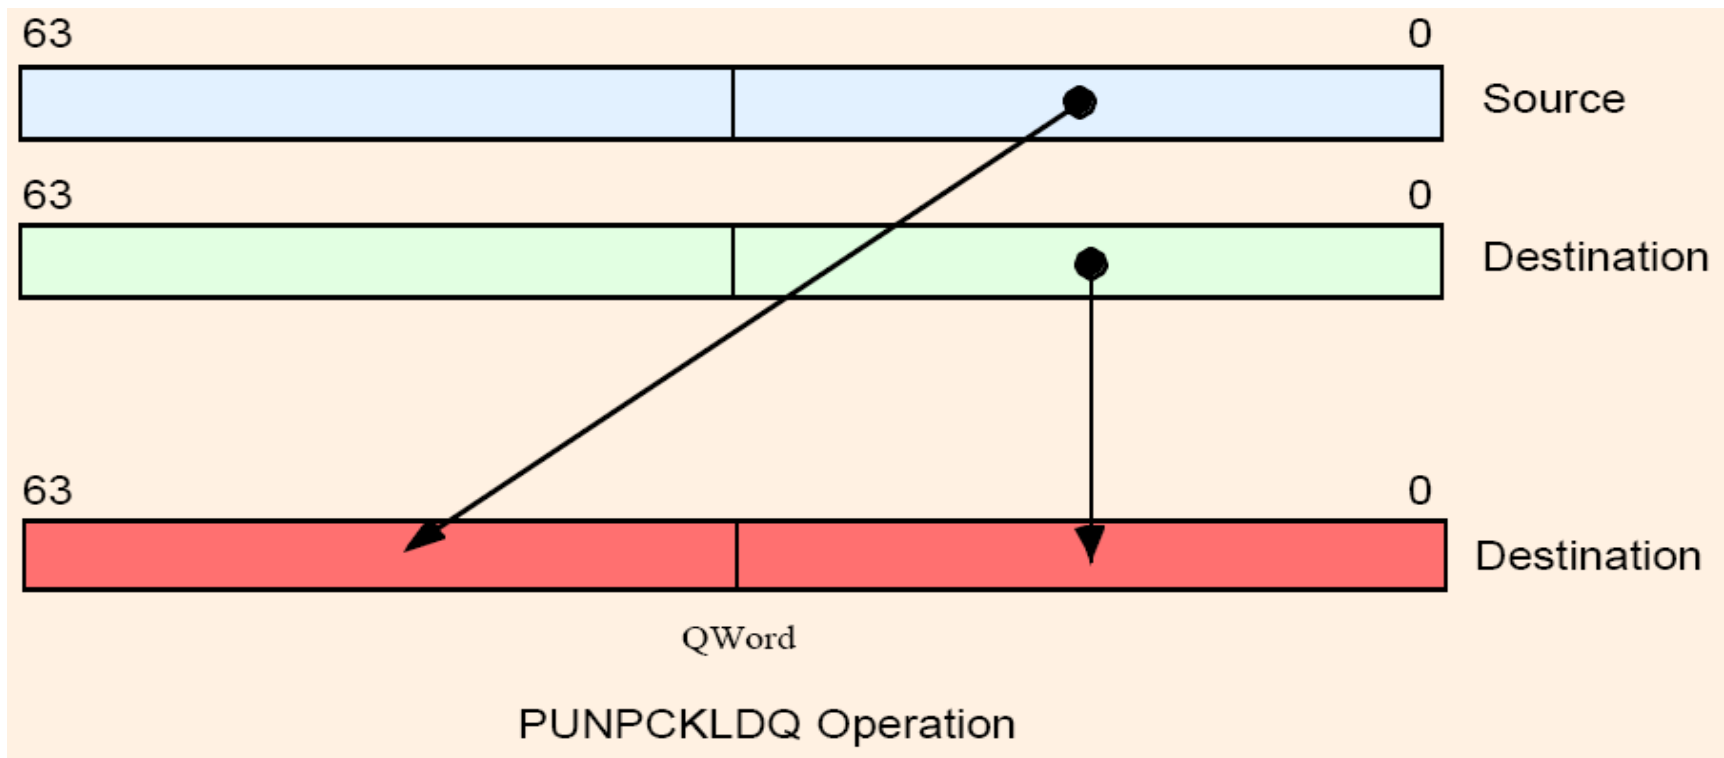 63 0
Source
63 0
Destination
63 0
Destination
QWord
PUNPCKLDQ Operation